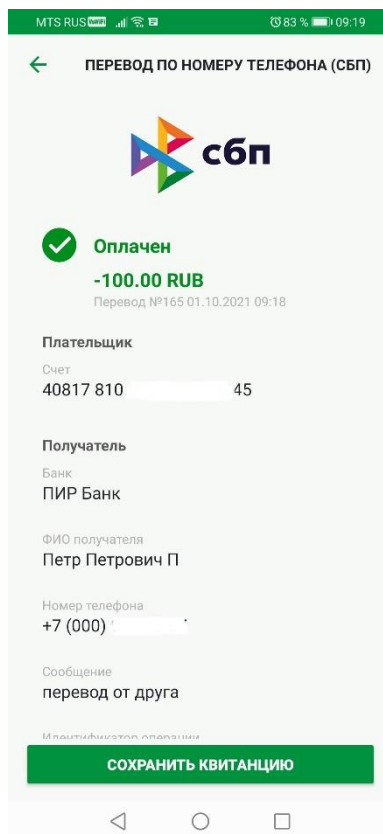 MTS RUS 83 % 09:19
ПЕРЕВОД ПО НОМЕРУ ТЕЛЕФОНА (СБП)
сбп
Оплачен
-100.00 RUB
Перевод №165 01.10.2021 09:18
Плательщик
Счет
40817 810 45
Получатель
Банк
ПИР Банк
ФИО получателя
Петр Петрович П
Номер телефона
+7 (000)
Сообщение
перевод от друга
Идентификатор операции
СОХРАНИТЬ КВИТАНЦИЮ